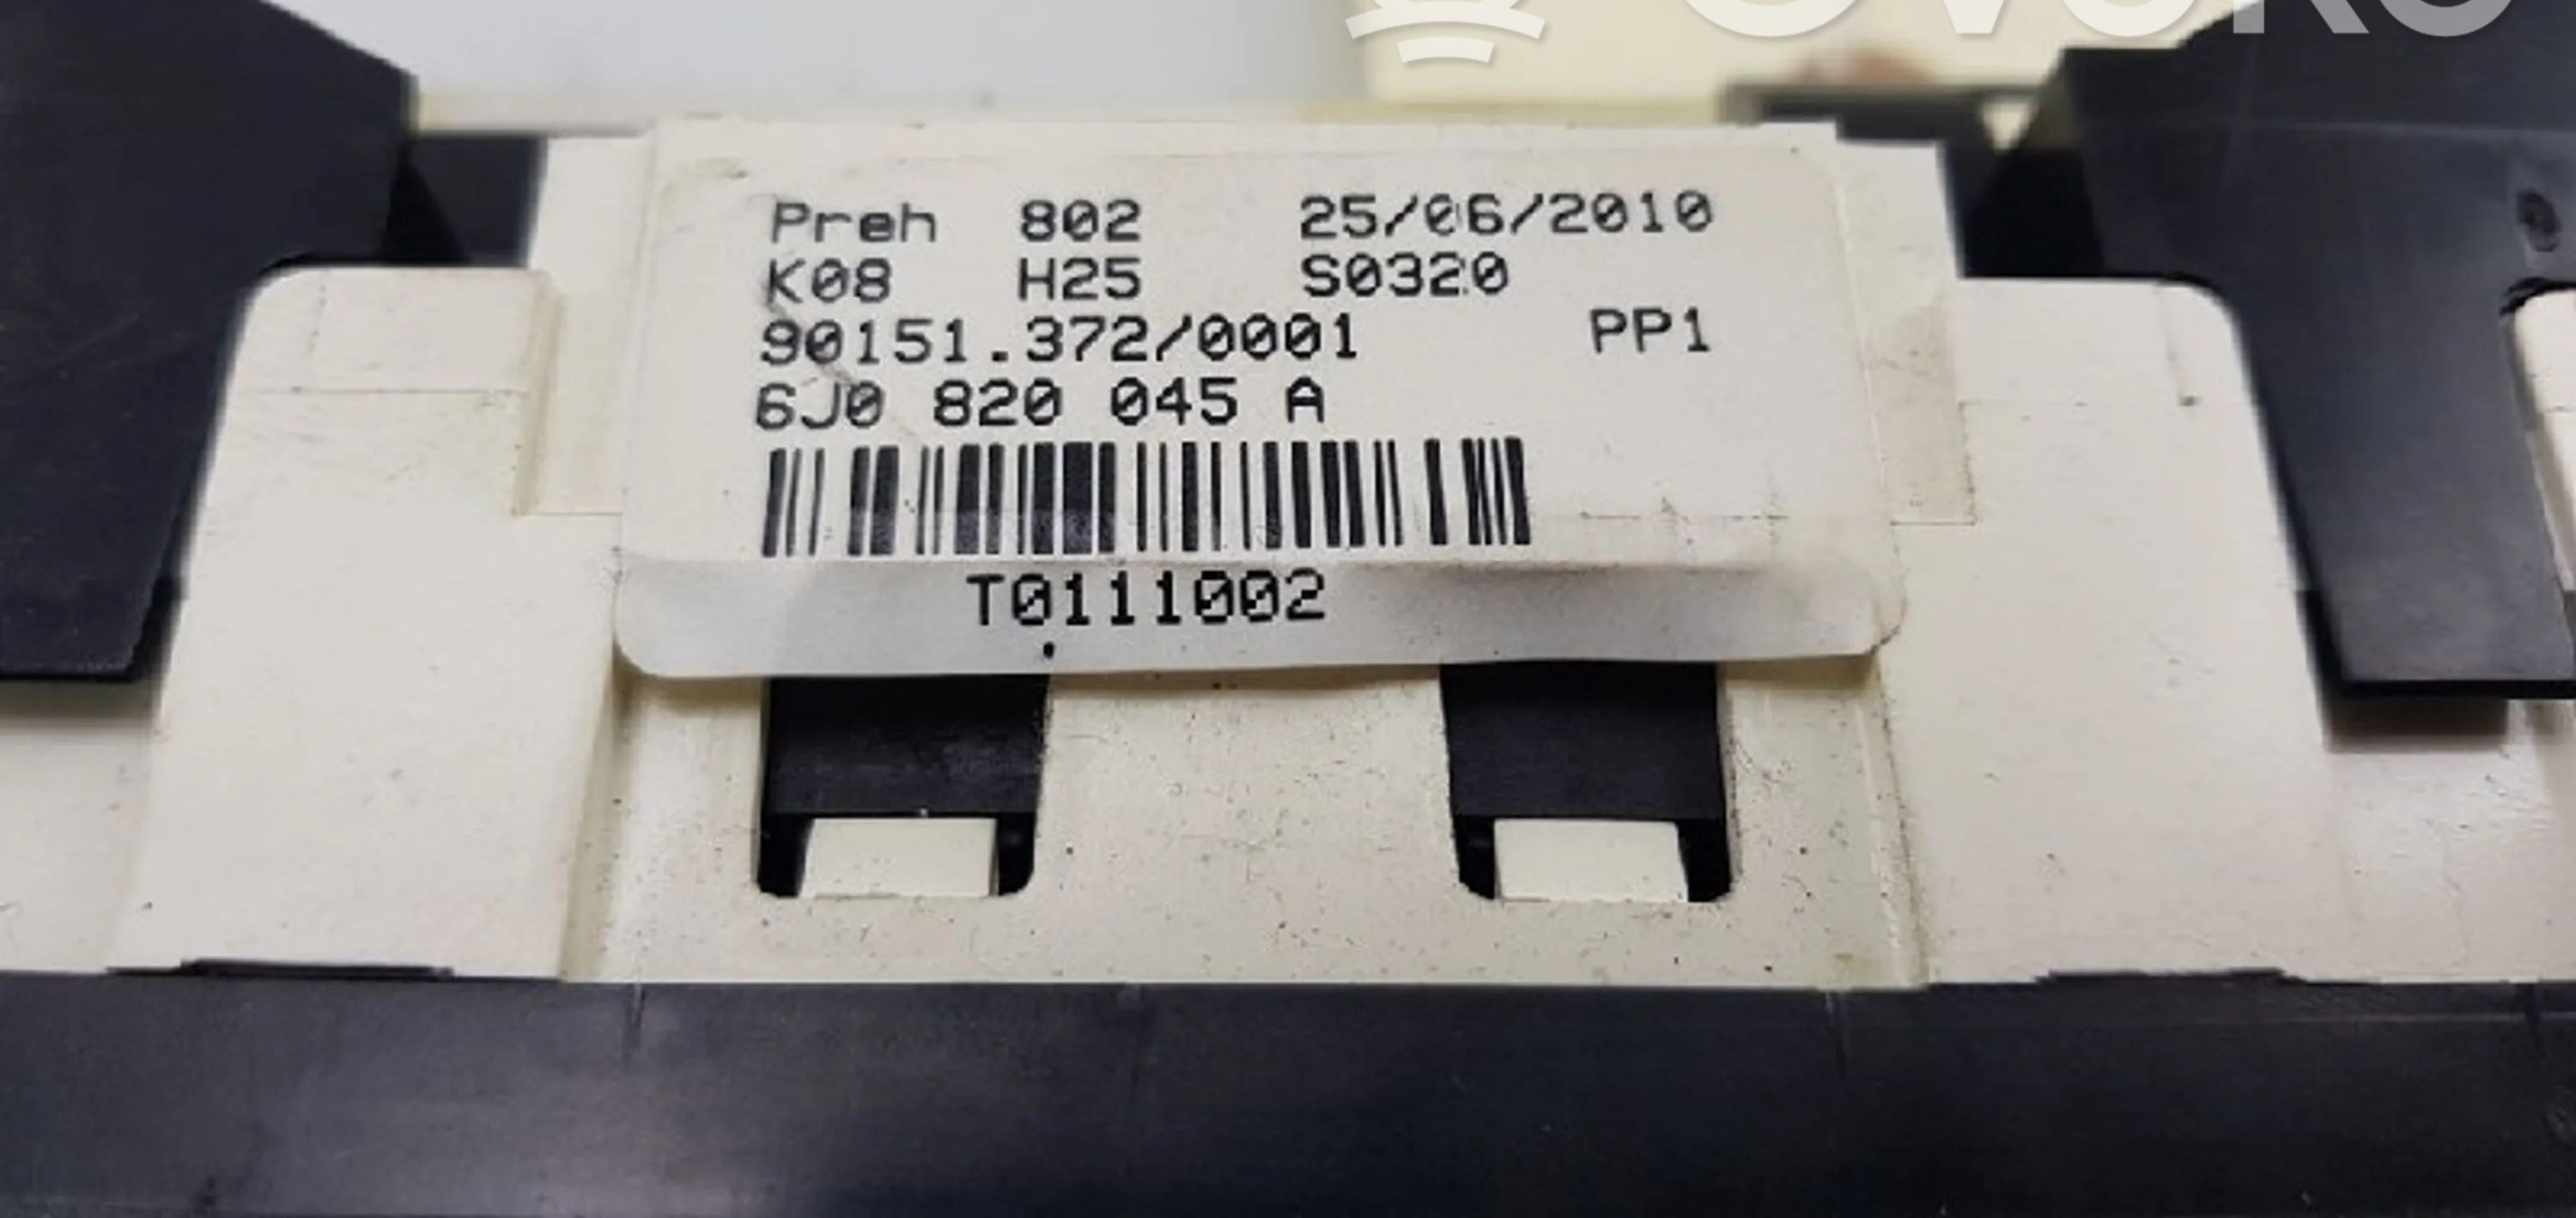 Preh 802 25/06/2010
K08 H25 S0320
90151.372/0001 PP1
6J0 820 045 A
T0111002